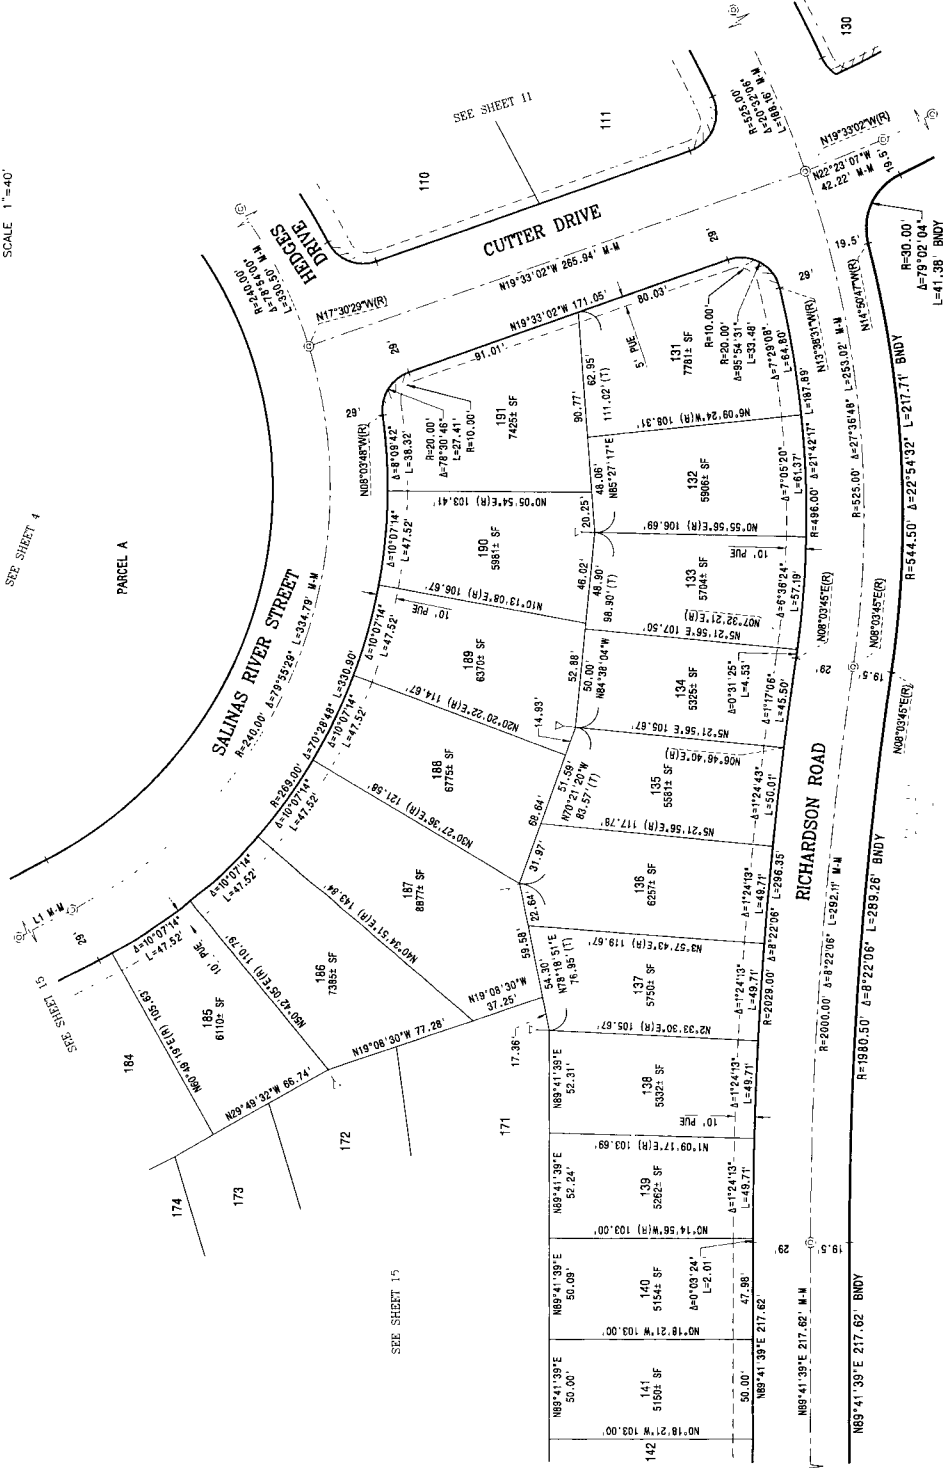 SCALE 1"=40'
SEE SHEET 4
PARCEL A
SEE SHEET 11
110
111
130
HEDGES
DRIVE
R=240.00'
Δ=78°54'00"
L=330.50' M-M
N17°30'29"W(R)
CUTTER DRIVE
N19°33'02"W 265.94' M-M
N19°33'02"W 171.05'
91.01'
80.03'
5' PUE
29'
29'
29'
29'
R=525.00'
Δ=20°32'06"
L=188.16' M-M
N19°33'02"W(R)
N22°23'07"W
42.22' M-M
19.5'
19.5'
R=30.00'
Δ=79°02'04"
L=41.38' BNDY
N14°50'47"W(R)
N13°38'31"W(R)
SALINAS RIVER STREET
R=240.00' Δ=79°55'29" L=334.79' M-M
R=269.00' Δ=70°28'48" L=330.90'
N08°03'48"W(R)
Δ=8°09'42"
L=38.32'
R=20.00'
Δ=78°30'46"
L=27.41'
R=10.00'
191
7425± SF
90.77'
62.95'
111.02'(T)
131
7781± SF
R=10.00'
R=20.00'
Δ=95°54'31"
L=33.48'
Δ=7°29'08"
L=64.80'
N6°09'24"W(R) 108.31'
N0°05'54"E(R) 103.41'
Δ=10°07'14"
L=47.52'
190
5981± SF
20.25'
48.06'
N85°27'17"E
132
5906± SF
Δ=7°05'20"
L=61.37'
R=496.00' Δ=21°42'17" L=187.89'
N0°55'56"E(R) 106.69'
10' PUE
N10°13'08"E(R) 106.67'
10' PUE
46.02'
48.90'
98.90'(T)
133
5704± SF
Δ=6°36'24"
L=57.19'
N07°32'21"E(R)
N5°21'56"E 107.50'
Δ=10°07'14"
L=47.52'
189
6370± SF
52.88'
50.00'
N84°38'04"W
134
5325± SF
Δ=0°31'25"
L=4.53'
Δ=1°17'06"
L=45.50'
N5°21'56"E 105.67'
N06°46'40"E(R)
N20°20'22"E(R) 114.67'
14.93'
Δ=10°07'14"
L=47.52'
188
6775± SF
68.64'
51.59'
N70°21'20"W
83.57'(T)
135
5581± SF
Δ=1°24'43"
L=50.01'
N5°21'56"E(R) 117.78'
N30°27'36"E(R) 121.58'
Δ=10°07'14"
L=47.52'
187
8877± SF
31.97'
136
6257± SF
Δ=1°24'13"
L=49.71'
R=2029.00' Δ=8°22'06" L=296.35'
N3°57'43"E(R) 119.67'
N40°34'51"E(R) 143.84'
Δ=10°07'14"
L=47.52'
186
7385± SF
59.58'
22.64'
54.30'
N78°18'51"E
76.95'(T)
137
5750± SF
Δ=1°24'13"
L=49.71'
N2°33'30"E(R) 105.67'
N19°08'30"W
37.25'
N19°08'30"W 77.28'
17.36'
N50°42'05"E(R) 110.79'
10' PUE
Δ=10°07'14"
L=47.52'
185
6110± SF
N60°49'19"E(R) 105.63'
N29°49'32"W 66.74'
L1 M-M
29'
SEE SHEET 15
184
174
173
172
171
SEE SHEET 15
N89°41'39"E
52.31'
138
5332± SF
10' PUE
Δ=1°24'13"
L=49.71'
N1°09'17"E(R) 103.69'
N89°41'39"E
52.24'
139
5262± SF
Δ=1°24'13"
L=49.71'
N0°14'56"W(R) 103.00'
N89°41'39"E
50.09'
140
5154± SF
Δ=0°03'24"
L=2.01'
47.98'
N0°18'21"W 103.00'
N89°41'39"E
50.00'
141
5150± SF
50.00'
N0°18'21"W 103.00'
142
N89°41'39"E 217.62'
N89°41'39"E 217.62' M-M
N89°41'39"E 217.62' BNDY
29'
19.5'
RICHARDSON ROAD
R=2000.00' Δ=8°22'06" L=292.11' M-M
R=1980.50' Δ=8°22'06" L=289.26' BNDY
29'
19.5'
N08°03'45"E(R)
N08°03'45"E(R)
N08°03'45"E(R)
R=525.00' Δ=27°36'48" L=253.02' M-M
R=544.50' Δ=22°54'32" L=217.71' BNDY